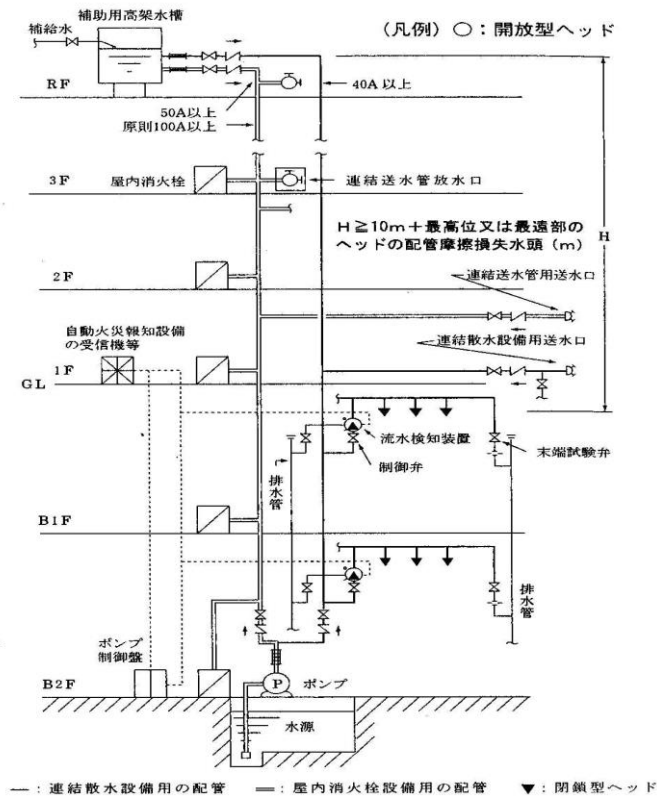 補助用高架水槽
補給水
(凡例) ○:開放型ヘッド
RF
50A以上
原則100A以上
40A以上
H
3F
屋内消火栓
連結送水管放水口
H≧10m+最高位又は最遠部の
ヘッドの配管摩擦損失水頭(m)
2F
連結送水管用送水口
自動火災報知設備
の受信機等
連結散水設備用送水口
1F
GL
流水検知装置
制御弁
末端試験弁
排水管
B1F
排水管
ポンプ
制御盤
B2F
P
ポンプ
水源
―:連結散水設備用の配管
═:屋内消火栓設備用の配管
▼:閉鎖型ヘッド